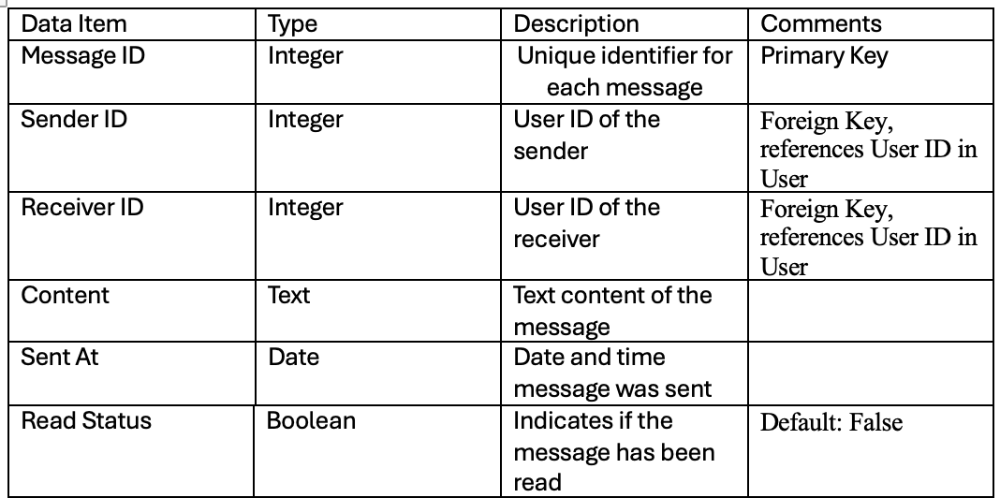 Data Item Type Description Comments
Message ID Integer Unique identifier for Primary Key
each message
Sender ID Integer User ID of the Foreign Key,
sender references User ID in
User
Receiver ID Integer User ID of the Foreign Key,
receiver references User ID in
User
Content Text Text content of the
message
Sent At Date Date and time
message was sent
Read Status Boolean Indicates if the Default: False
message has been
read